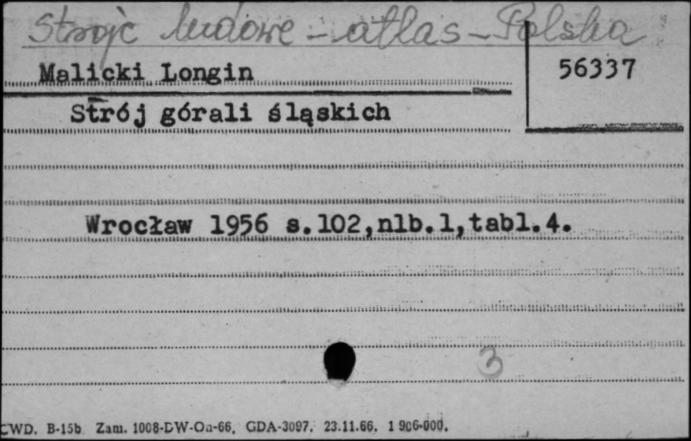 Stroje ludowe - atlas - Polska
Malicki Longin
56337
Strój górali śląskich
Wrocław 1956 s.102,nlb.1,tabl.4.
3
CWD. B-15b Zam. 1008-DW-Oa-66. GDA-3097. 23.11.66. 1 906-000.